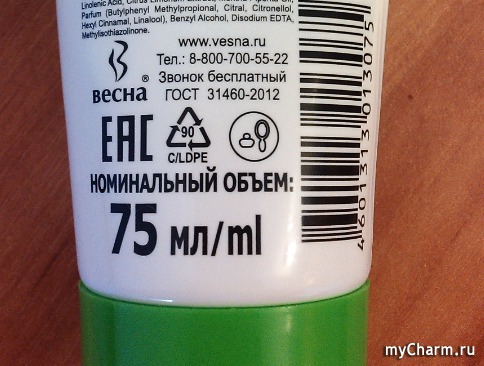 Linolenic Acid, Citrus Limonum
Parfum (Butylphenyl Methylpropional, Citral, Citronellol,
Hexyl Cinnamal, Linalool), Benzyl Alcohol, Disodium EDTA,
Methylisothiazolinone.
www.vesna.ru
Тел.: 8-800-700-55-22
Звонок бесплатный
ГОСТ 31460-2012
ВЕСНА ®
EAC
90
C/LDPE
НОМИНАЛЬНЫЙ ОБЪЕМ:
75 мл/ml
4601313013075
myCharm.ru